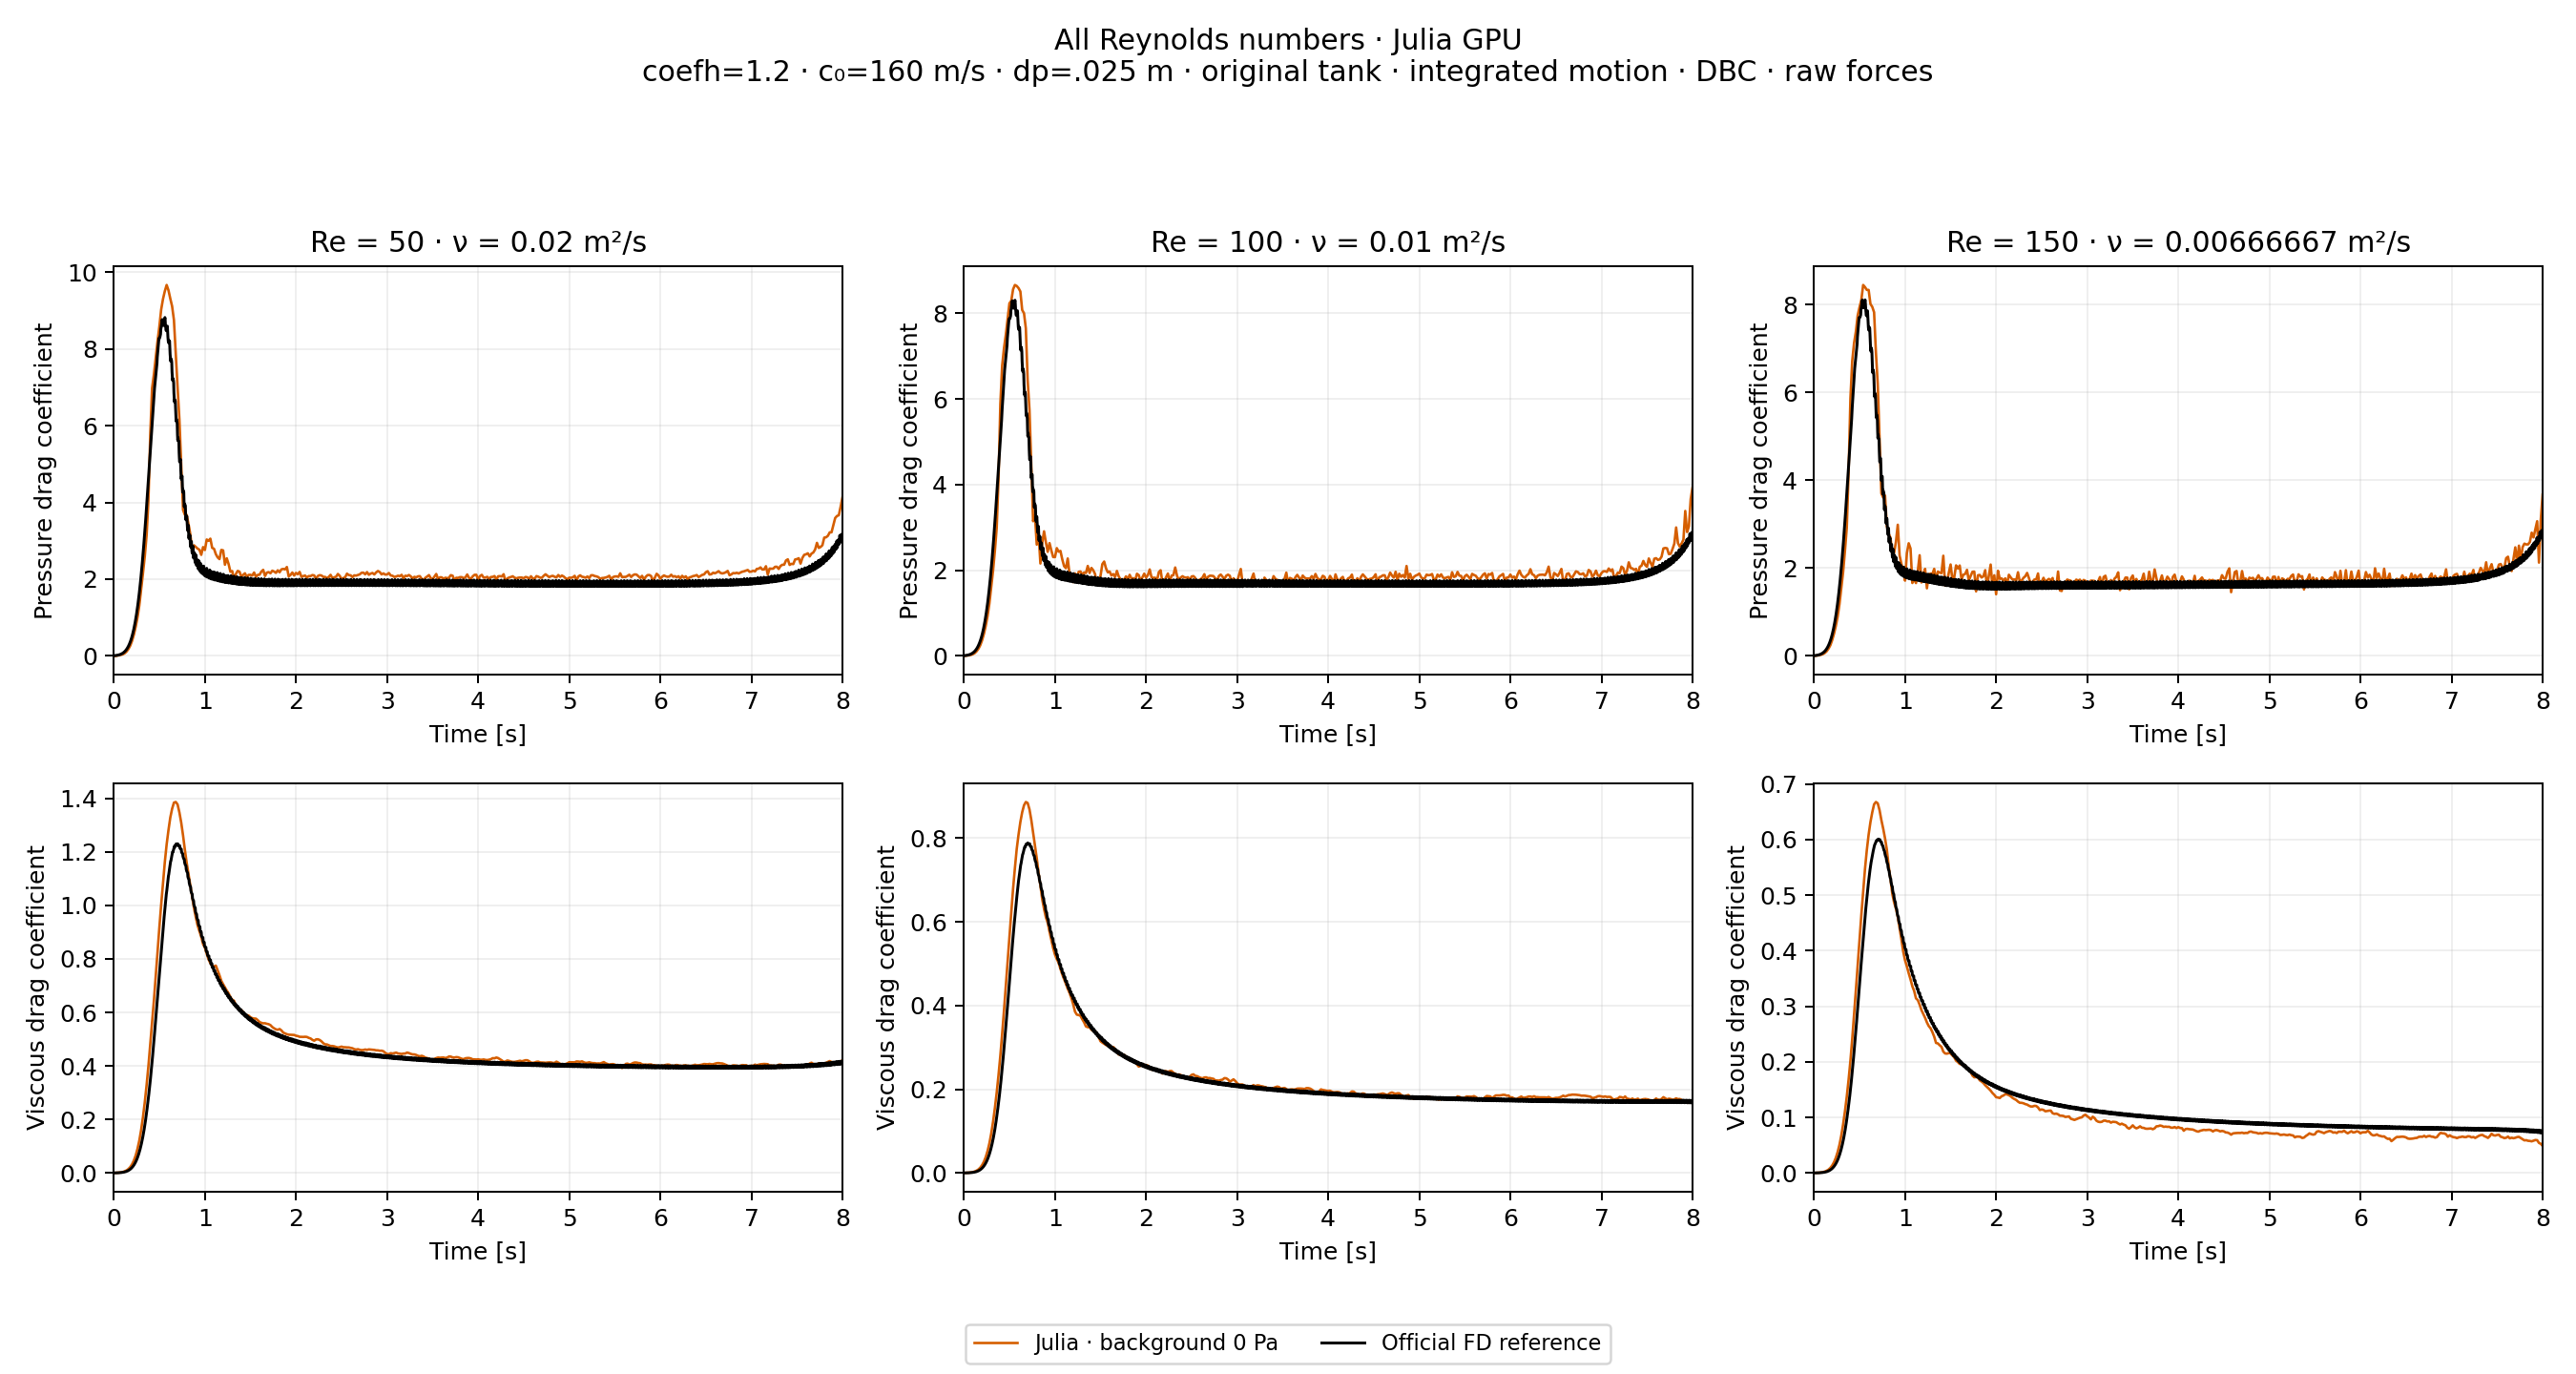 All Reynolds numbers · Julia GPU
coefh=1.2 · c₀=160 m/s · dp=.025 m · original tank · integrated motion · DBC · raw forces
Re = 50 · ν = 0.02 m²/s
Pressure drag coefficient
10
8
6
4
2
0
0 1 2 3 4 5 6 7 8
Time [s]
Re = 100 · ν = 0.01 m²/s
Pressure drag coefficient
8
6
4
2
0
0 1 2 3 4 5 6 7 8
Time [s]
Re = 150 · ν = 0.00666667 m²/s
Pressure drag coefficient
8
6
4
2
0
0 1 2 3 4 5 6 7 8
Time [s]
Viscous drag coefficient
1.4
1.2
1.0
0.8
0.6
0.4
0.2
0.0
0 1 2 3 4 5 6 7 8
Time [s]
Viscous drag coefficient
0.8
0.6
0.4
0.2
0.0
0 1 2 3 4 5 6 7 8
Time [s]
Viscous drag coefficient
0.7
0.6
0.5
0.4
0.3
0.2
0.1
0.0
0 1 2 3 4 5 6 7 8
Time [s]
Julia · background 0 Pa
Official FD reference